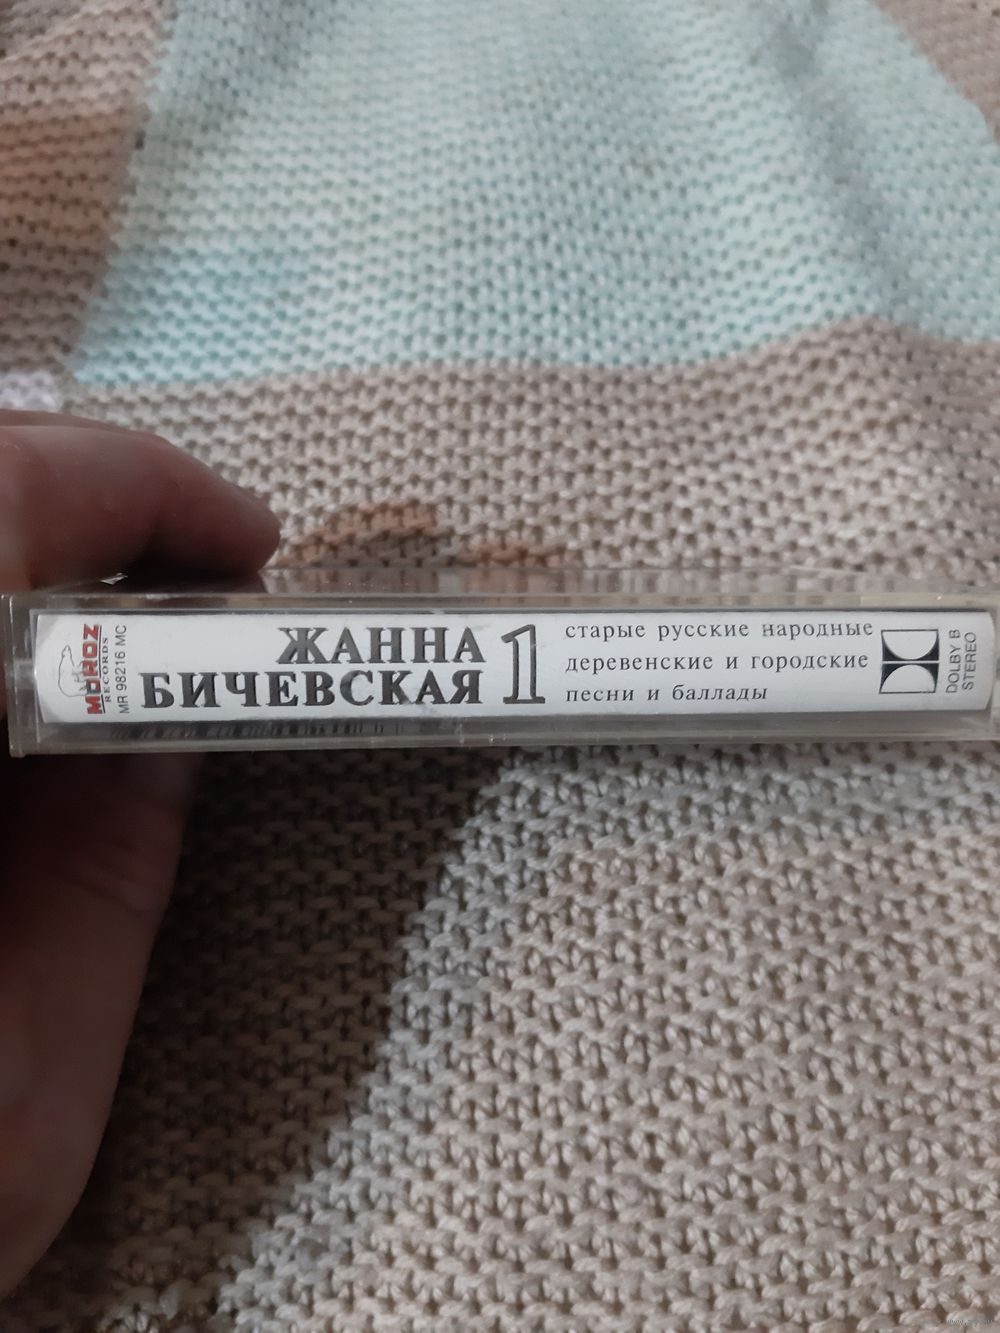 MOROZ
RECORDS
MR 98216 MC
ЖАННА
БИЧЕВСКАЯ
1
старые русские народные
деревенские и городские
песни и баллады
DOLBY B
STEREO